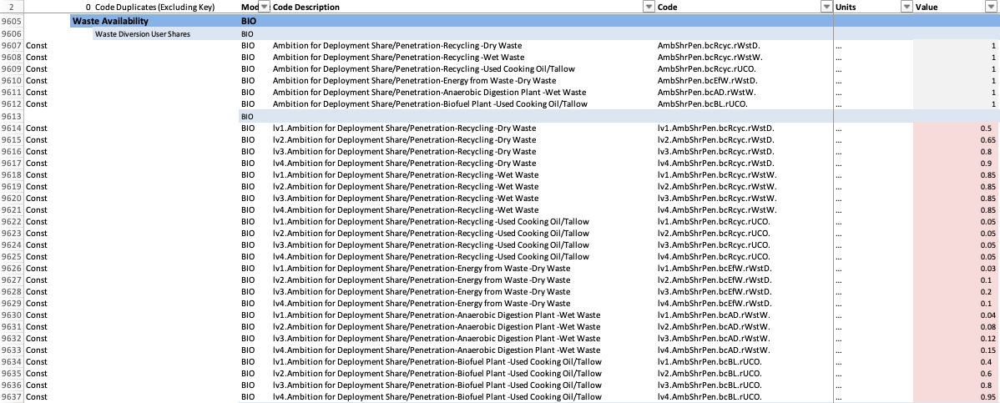 2 0 Code Duplicates (Excluding Key) Mod Code Description Code Units Value
9605 Waste Availability BIO
9606 Waste Diversion User Shares BIO
9607 Const BIO Ambition for Deployment Share/Penetration-Recycling -Dry Waste AmbShrPen.bcRcyc.rWstD. ... 1
9608 Const BIO Ambition for Deployment Share/Penetration-Recycling -Wet Waste AmbShrPen.bcRcyc.rWstW. ... 1
9609 Const BIO Ambition for Deployment Share/Penetration-Recycling -Used Cooking Oil/Tallow AmbShrPen.bcRcyc.rUCO. ... 1
9610 Const BIO Ambition for Deployment Share/Penetration-Energy from Waste -Dry Waste AmbShrPen.bcEfW.rWstD. ... 1
9611 Const BIO Ambition for Deployment Share/Penetration-Anaerobic Digestion Plant -Wet Waste AmbShrPen.bcAD.rWstW. ... 1
9612 Const BIO Ambition for Deployment Share/Penetration-Biofuel Plant -Used Cooking Oil/Tallow AmbShrPen.bcBL.rUCO. ... 1
9613 BIO
9614 Const BIO lv1.Ambition for Deployment Share/Penetration-Recycling -Dry Waste lv1.AmbShrPen.bcRcyc.rWstD. ... 0.5
9615 Const BIO lv2.Ambition for Deployment Share/Penetration-Recycling -Dry Waste lv2.AmbShrPen.bcRcyc.rWstD. ... 0.65
9616 Const BIO lv3.Ambition for Deployment Share/Penetration-Recycling -Dry Waste lv3.AmbShrPen.bcRcyc.rWstD. ... 0.8
9617 Const BIO lv4.Ambition for Deployment Share/Penetration-Recycling -Dry Waste lv4.AmbShrPen.bcRcyc.rWstD. ... 0.9
9618 Const BIO lv1.Ambition for Deployment Share/Penetration-Recycling -Wet Waste lv1.AmbShrPen.bcRcyc.rWstW. ... 0.85
9619 Const BIO lv2.Ambition for Deployment Share/Penetration-Recycling -Wet Waste lv2.AmbShrPen.bcRcyc.rWstW. ... 0.85
9620 Const BIO lv3.Ambition for Deployment Share/Penetration-Recycling -Wet Waste lv3.AmbShrPen.bcRcyc.rWstW. ... 0.85
9621 Const BIO lv4.Ambition for Deployment Share/Penetration-Recycling -Wet Waste lv4.AmbShrPen.bcRcyc.rWstW. ... 0.85
9622 Const BIO lv1.Ambition for Deployment Share/Penetration-Recycling -Used Cooking Oil/Tallow lv1.AmbShrPen.bcRcyc.rUCO. ... 0.05
9623 Const BIO lv2.Ambition for Deployment Share/Penetration-Recycling -Used Cooking Oil/Tallow lv2.AmbShrPen.bcRcyc.rUCO. ... 0.05
9624 Const BIO lv3.Ambition for Deployment Share/Penetration-Recycling -Used Cooking Oil/Tallow lv3.AmbShrPen.bcRcyc.rUCO. ... 0.05
9625 Const BIO lv4.Ambition for Deployment Share/Penetration-Recycling -Used Cooking Oil/Tallow lv4.AmbShrPen.bcRcyc.rUCO. ... 0.05
9626 Const BIO lv1.Ambition for Deployment Share/Penetration-Energy from Waste -Dry Waste lv1.AmbShrPen.bcEfW.rWstD. ... 0.03
9627 Const BIO lv2.Ambition for Deployment Share/Penetration-Energy from Waste -Dry Waste lv2.AmbShrPen.bcEfW.rWstD. ... 0.1
9628 Const BIO lv3.Ambition for Deployment Share/Penetration-Energy from Waste -Dry Waste lv3.AmbShrPen.bcEfW.rWstD. ... 0.2
9629 Const BIO lv4.Ambition for Deployment Share/Penetration-Energy from Waste -Dry Waste lv4.AmbShrPen.bcEfW.rWstD. ... 0.1
9630 Const BIO lv1.Ambition for Deployment Share/Penetration-Anaerobic Digestion Plant -Wet Waste lv1.AmbShrPen.bcAD.rWstW. ... 0.04
9631 Const BIO lv2.Ambition for Deployment Share/Penetration-Anaerobic Digestion Plant -Wet Waste lv2.AmbShrPen.bcAD.rWstW. ... 0.08
9632 Const BIO lv3.Ambition for Deployment Share/Penetration-Anaerobic Digestion Plant -Wet Waste lv3.AmbShrPen.bcAD.rWstW. ... 0.12
9633 Const BIO lv4.Ambition for Deployment Share/Penetration-Anaerobic Digestion Plant -Wet Waste lv4.AmbShrPen.bcAD.rWstW. ... 0.15
9634 Const BIO lv1.Ambition for Deployment Share/Penetration-Biofuel Plant -Used Cooking Oil/Tallow lv1.AmbShrPen.bcBL.rUCO. ... 0.4
9635 Const BIO lv2.Ambition for Deployment Share/Penetration-Biofuel Plant -Used Cooking Oil/Tallow lv2.AmbShrPen.bcBL.rUCO. ... 0.6
9636 Const BIO lv3.Ambition for Deployment Share/Penetration-Biofuel Plant -Used Cooking Oil/Tallow lv3.AmbShrPen.bcBL.rUCO. ... 0.8
9637 Const BIO lv4.Ambition for Deployment Share/Penetration-Biofuel Plant -Used Cooking Oil/Tallow lv4.AmbShrPen.bcBL.rUCO. ... 0.95